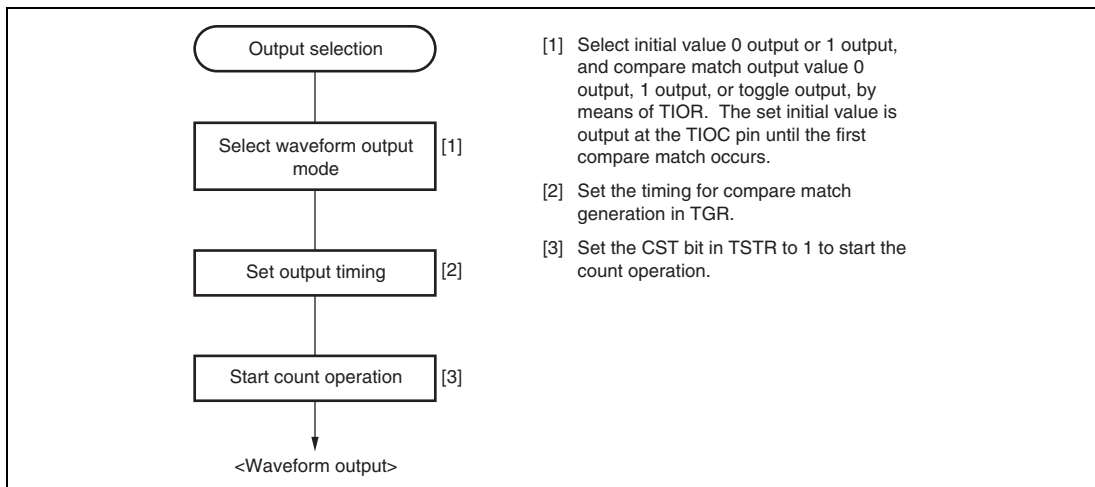 Output selection
Select waveform output
mode
[1]
Set output timing
[2]
Start count operation
[3]
<Waveform output>
[1] Select initial value 0 output or 1 output,
and compare match output value 0
output, 1 output, or toggle output, by
means of TIOR. The set initial value is
output at the TIOC pin until the first
compare match occurs.
[2] Set the timing for compare match
generation in TGR.
[3] Set the CST bit in TSTR to 1 to start the
count operation.